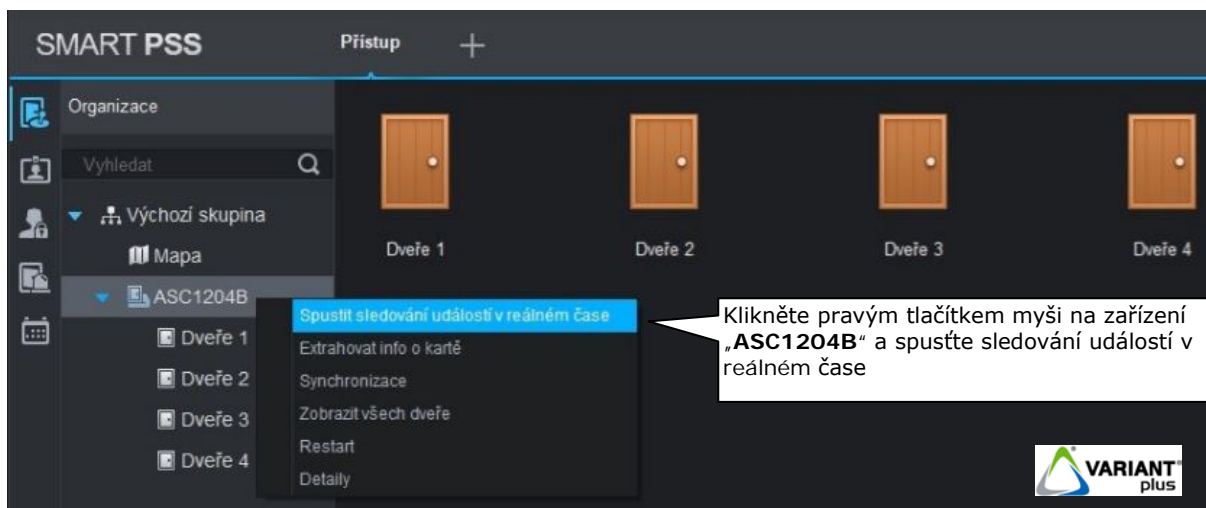 SMART PSS
Přístup
Organizace
Vyhledat
Výchozí skupina
Mapa
ASC1204B
Dveře 1
Dveře 2
Dveře 3
Dveře 4
Dveře 1
Dveře 2
Dveře 3
Dveře 4
Spustit sledování událostí v reálném čase
Extrahovat info o kartě
Synchronizace
Zobrazit všech dveře
Restart
Detaily
Klikněte pravým tlačítkem myši na zařízení
„ASC1204B“ a spusťte sledování událostí v
reálném čase
VARIANT
plus